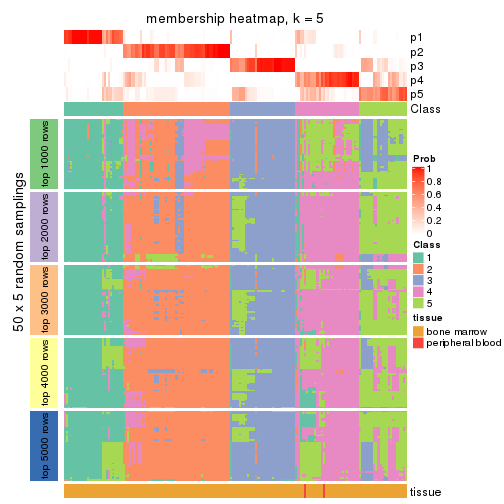 membership heatmap, k = 5
p1
p2
p3
p4
p5
Class
50 x 5 random samplings
top 1000 rows
top 2000 rows
top 3000 rows
top 4000 rows
top 5000 rows
Prob
1
0.8
0.6
0.4
0.2
0
Class
1
2
3
4
5
tissue
bone marrow
peripheral blood
tissue